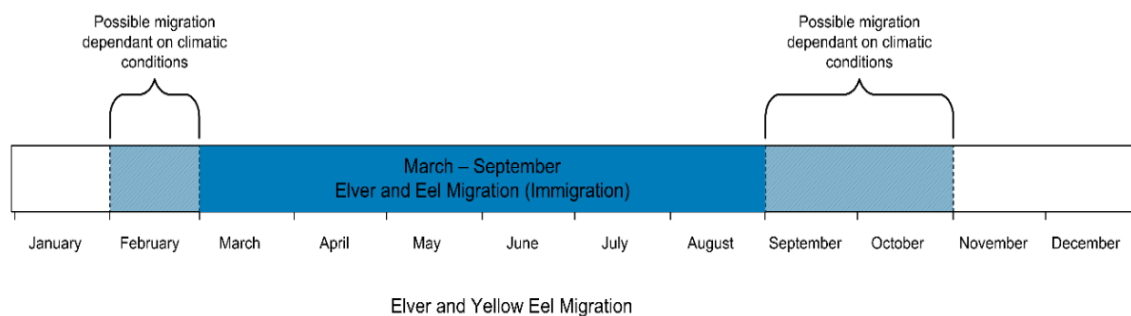 Possible migration
dependant on climatic
conditions
Possible migration
dependant on climatic
conditions
March – September
Elver and Eel Migration (Immigration)
January
February
March
April
May
June
July
August
September
October
November
December
Elver and Yellow Eel Migration